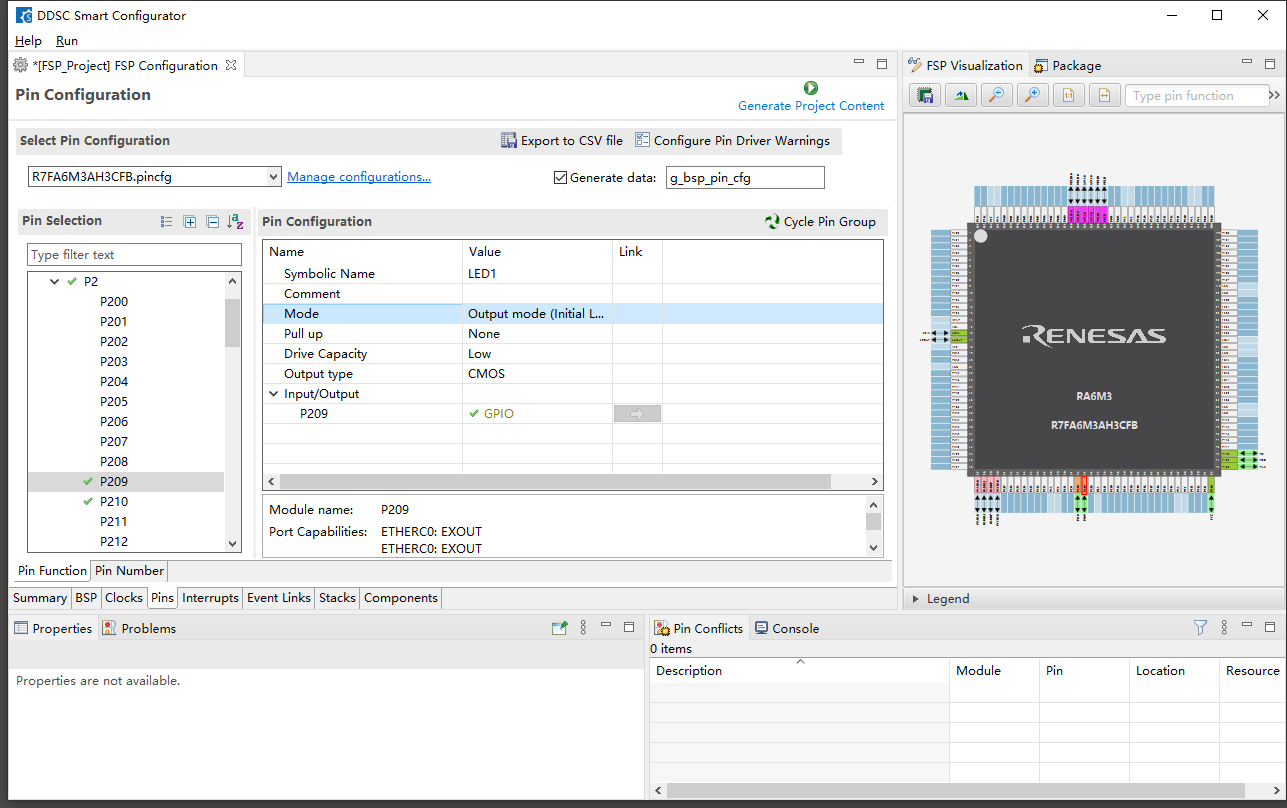 DDSC Smart Configurator
Help Run
*[FSP_Project] FSP Configuration
Pin Configuration
Generate Project Content
Select Pin Configuration
Export to CSV file
Configure Pin Driver Warnings
R7FA6M3AH3CFB.pincfg
Manage configurations...
Generate data:
g_bsp_pin_cfg
Pin Selection
Type filter text
P2
P200
P201
P202
P203
P204
P205
P206
P207
P208
P209
P210
P211
P212
Pin Configuration
Cycle Pin Group
Name Value Link
Symbolic Name LED1
Comment
Mode Output mode (Initial L...
Pull up None
Drive Capacity Low
Output type CMOS
Input/Output
P209 GPIO
Module name: P209
Port Capabilities: ETHERC0: EXOUT
ETHERC0: EXOUT
Pin Function Pin Number
Summary BSP Clocks Pins Interrupts Event Links Stacks Components
FSP Visualization
Package
1:1
Type pin function
RENESAS
RA6M3
R7FA6M3AH3CFB
Legend
Properties
Problems
Properties are not available.
Pin Conflicts
Console
0 items
Description Module Pin Location Resource